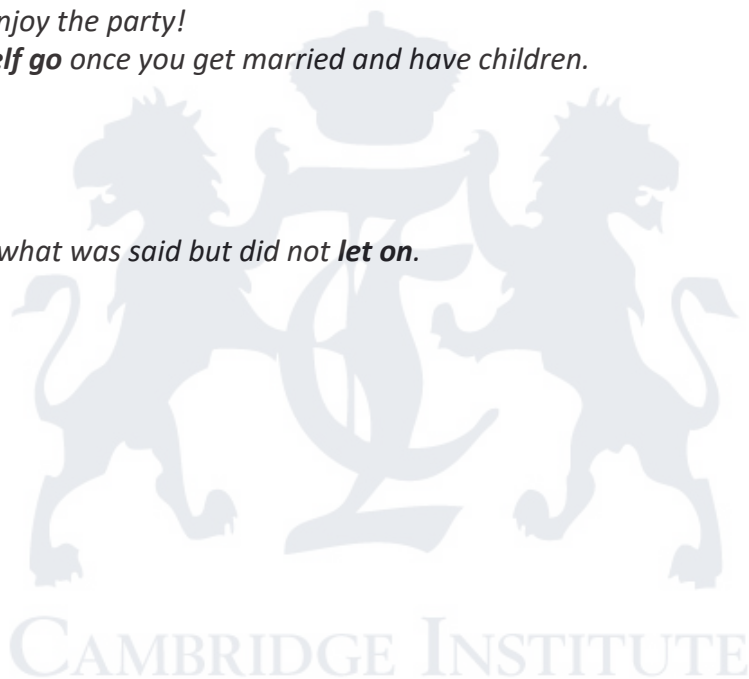 njoy the party!
elf go once you get married and have children.
what was said but did not let on.
CAMBRIDGE INSTITUTE